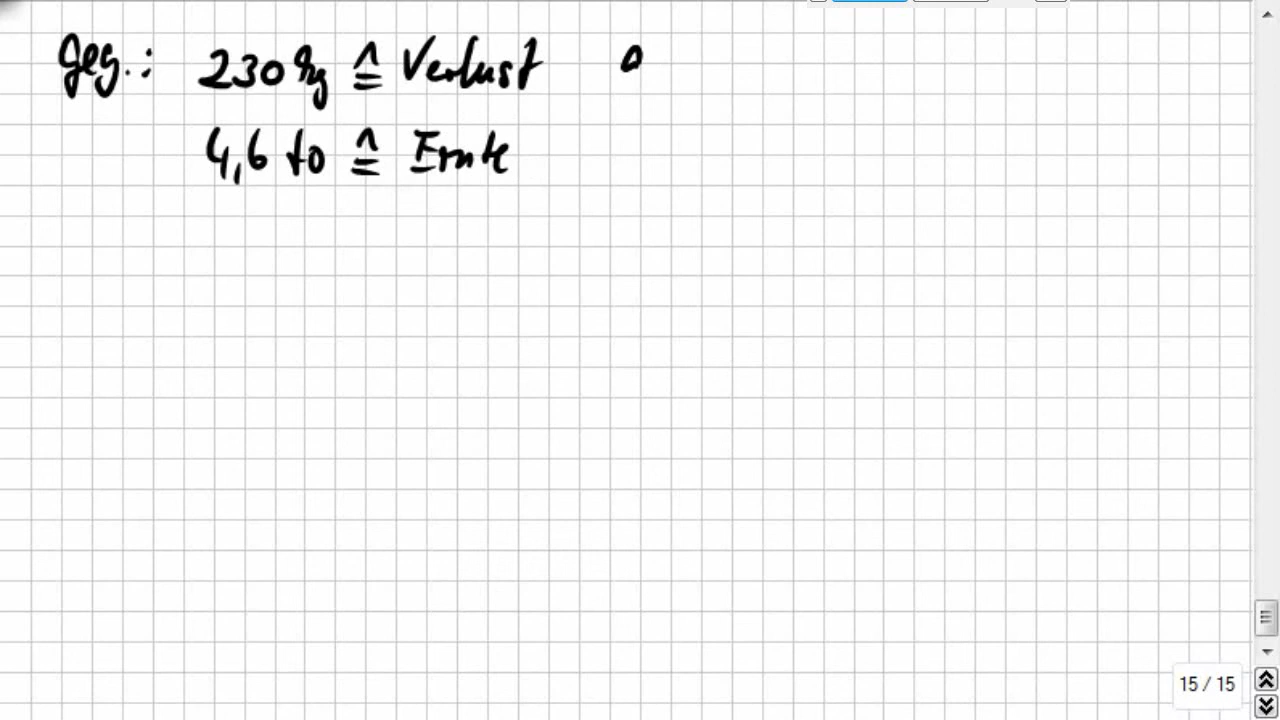 geg.: 230 kg ≙ Verlust
4,6 to ≙ Ernte
15 / 15